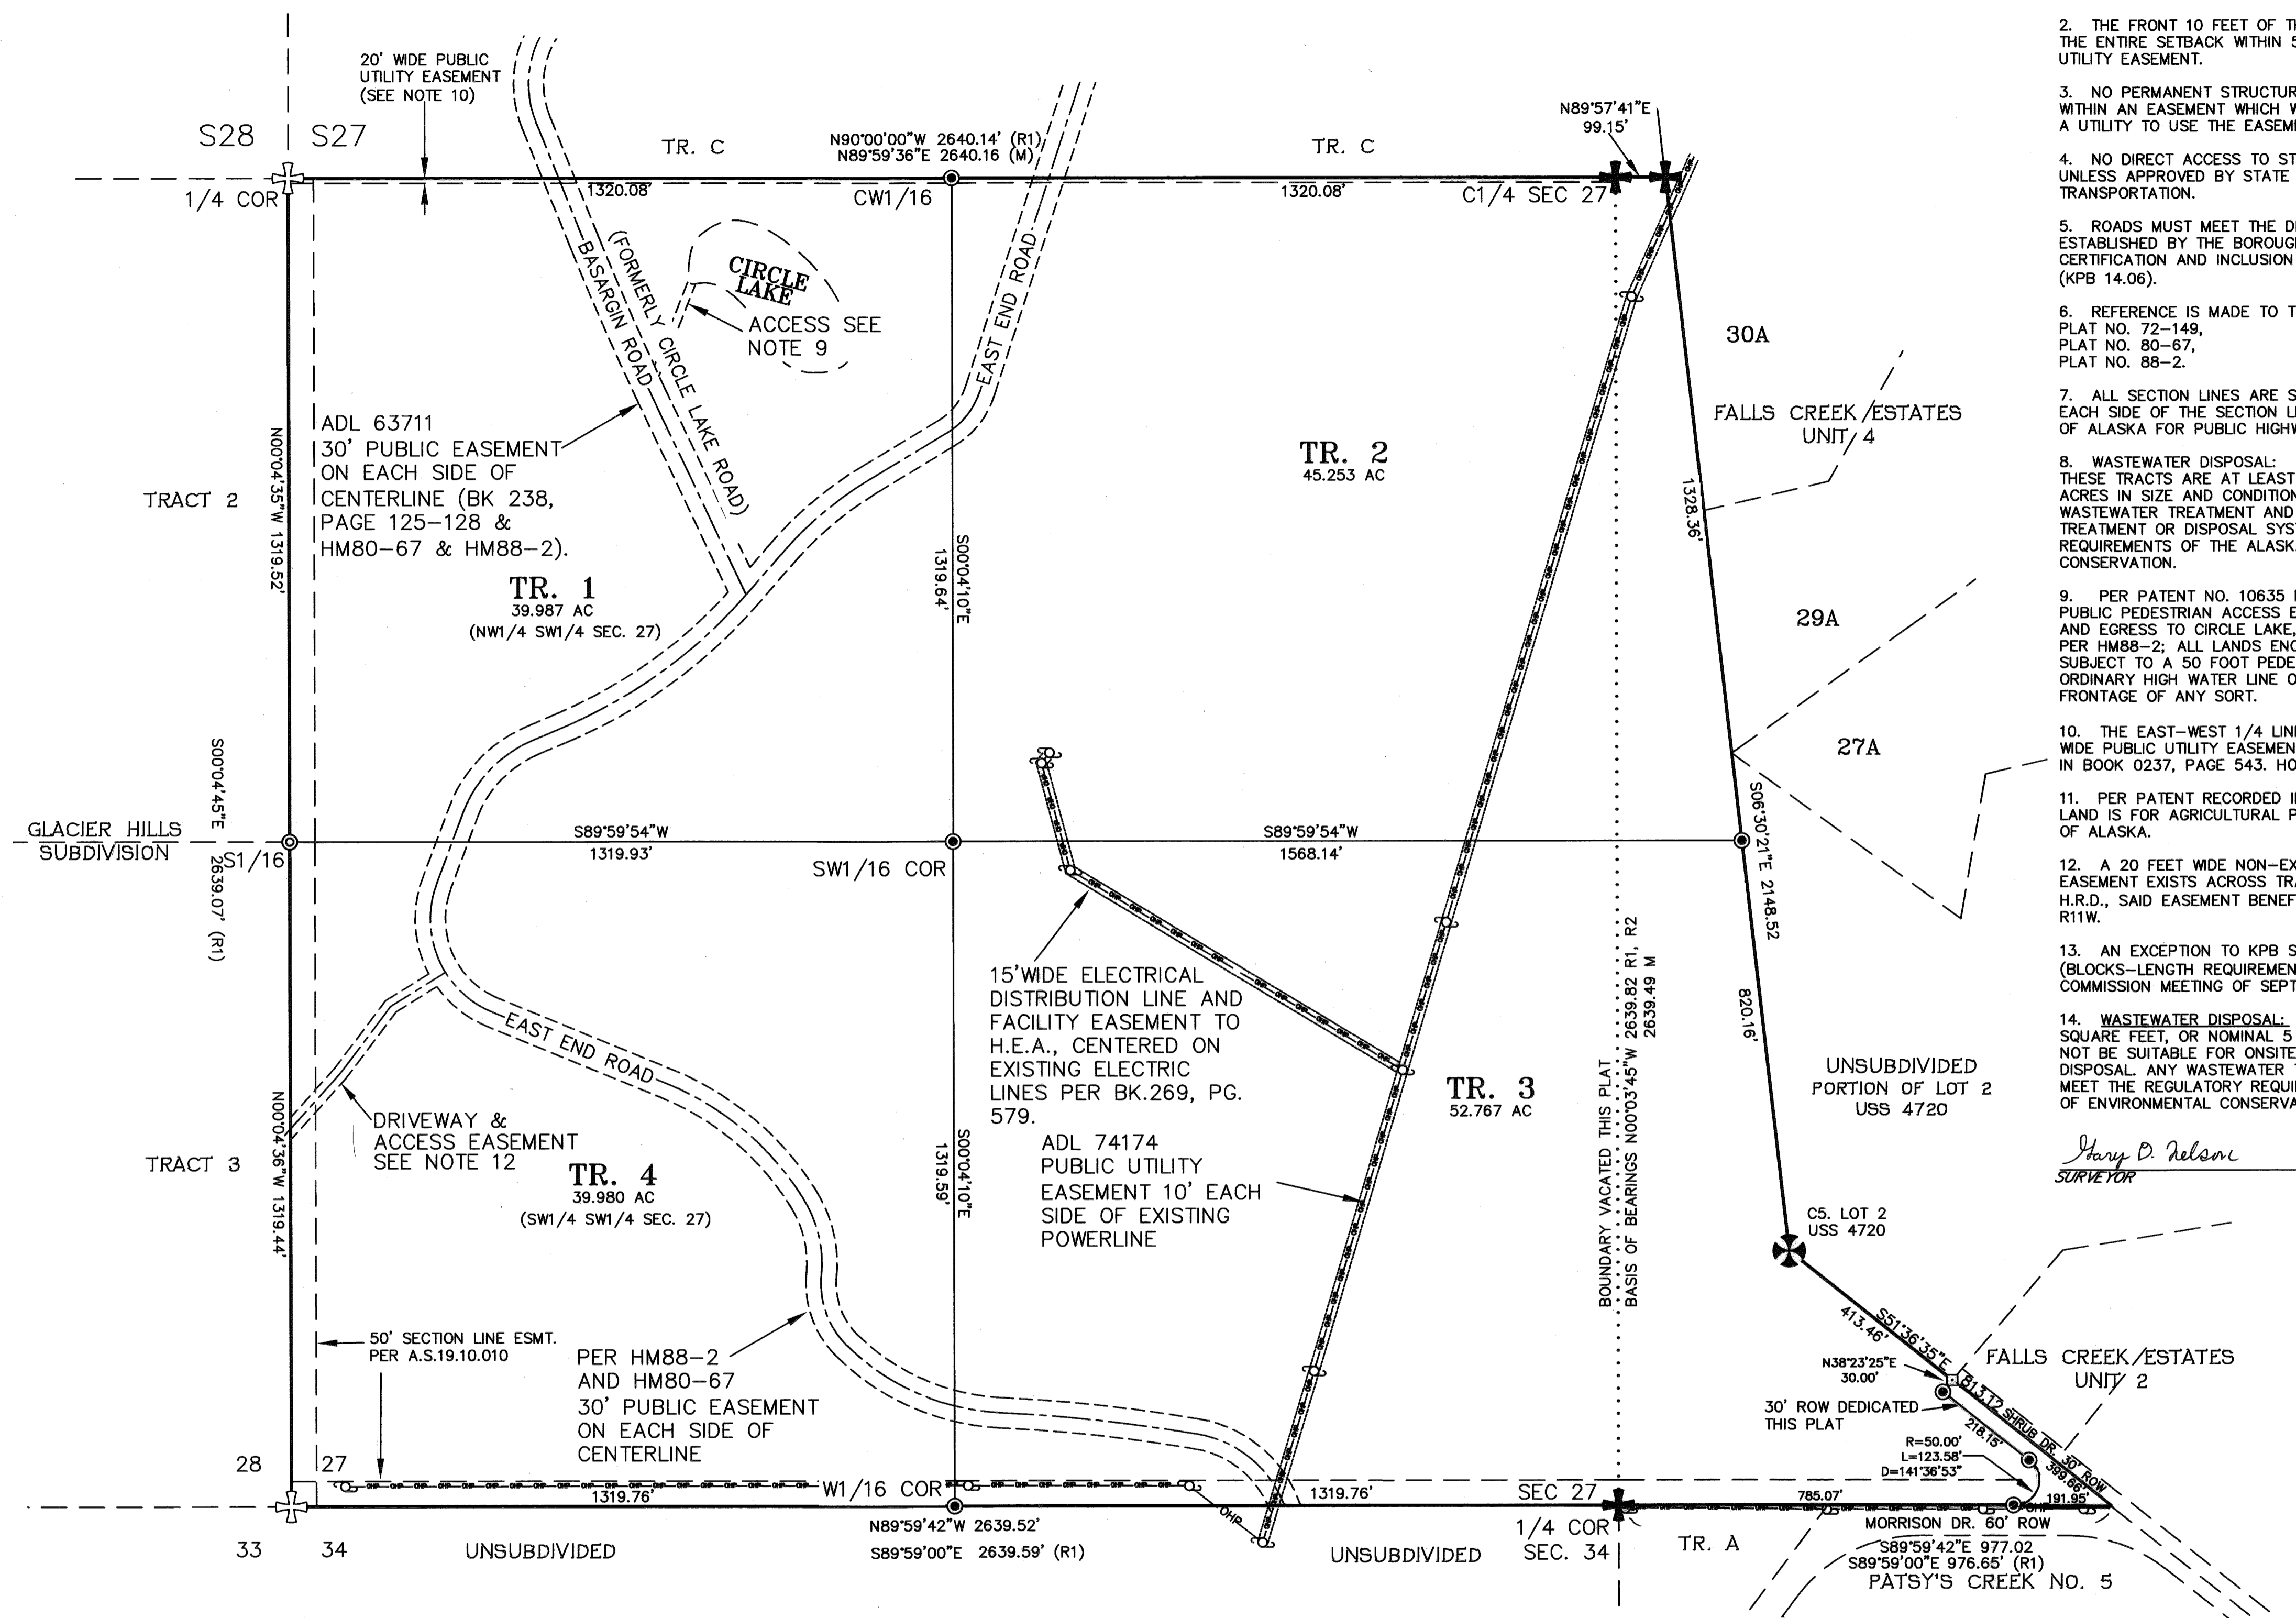 20' WIDE PUBLIC
UTILITY EASEMENT
(SEE NOTE 10)
S28
S27
1/4 COR
TR. C
N90°00'00"W 2640.14' (R1)
N89°59'36"E 2640.16 (M)
TR. C
1320.08'
CW1/16
1320.08'
C1/4 SEC 27
N89°57'41"E
99.15'
(FORMERLY CIRCLE LAKE ROAD)
BASARGIN ROAD
CIRCLE
LAKE
ACCESS SEE
NOTE 9
EAST END ROAD
ADL 63711
30' PUBLIC EASEMENT
ON EACH SIDE OF
CENTERLINE (BK 238,
PAGE 125-128 &
HM80-67 & HM88-2).
TRACT 2
N00°04'35"W 1319.52'
TR. 1
39.987 AC
(NW1/4 SW1/4 SEC. 27)
S00°04'10"E
1319.64'
TR. 2
45.253 AC
30A
FALLS CREEK ESTATES
UNIT 4
1328.36'
29A
27A
S06°30'21"E 2148.52
820.16'
S00°04'45"E 2639.07' (R1)
GLACIER HILLS
SUBDIVISION
S1/16
S89°59'54"W
1319.93'
SW1/16 COR
S89°59'54"W
1568.14'
15'WIDE ELECTRICAL
DISTRIBUTION LINE AND
FACILITY EASEMENT TO
H.E.A., CENTERED ON
EXISTING ELECTRIC
LINES PER BK.269, PG.
579.
ADL 74174
PUBLIC UTILITY
EASEMENT 10' EACH
SIDE OF EXISTING
POWERLINE
TR. 3
52.767 AC
BOUNDARY VACATED THIS PLAT
BASIS OF BEARINGS N00°03'45"W 2639.82 R1, R2
2639.49 M
UNSUBDIVIDED
PORTION OF LOT 2
USS 4720
C5. LOT 2
USS 4720
EAST END ROAD
DRIVEWAY &
ACCESS EASEMENT
SEE NOTE 12
TRACT 3
N00°04'36"W 1319.44'
TR. 4
39.980 AC
(SW1/4 SW1/4 SEC. 27)
S00°04'10"E
1319.59'
50' SECTION LINE ESMT.
PER A.S.19.10.010
PER HM88-2
AND HM80-67
30' PUBLIC EASEMENT
ON EACH SIDE OF
CENTERLINE
S51°36'35"E
413.46'
813.12
N38°23'25"E
30.00'
FALLS CREEK ESTATES
UNIT 2
30' ROW DEDICATED
THIS PLAT
SHRUB DR. 30' ROW
218.15'
399.66'
R=50.00'
L=123.58'
D=141°36'53"
191.95'
28
27
1319.76'
W1/16 COR
1319.76'
SEC 27
785.07'
OHP
OHP
33
34
UNSUBDIVIDED
N89°59'42"W 2639.52'
S89°59'00"E 2639.59' (R1)
UNSUBDIVIDED
1/4 COR
SEC. 34
TR. A
MORRISON DR. 60' ROW
S89°59'42"E 977.02
S89°59'00"E 976.65' (R1)
PATSY'S CREEK NO. 5
2. THE FRONT 10 FEET OF
THE ENTIRE SETBACK WITHIN
UTILITY EASEMENT.
3. NO PERMANENT
WITHIN AN EASEMENT WHICH
A UTILITY TO USE THE
4. NO DIRECT ACCESS TO
UNLESS APPROVED BY STATE
TRANSPORTATION.
5. ROADS MUST MEET THE
ESTABLISHED BY THE
CERTIFICATION AND INCLUSION
(KPB 14.06).
6. REFERENCE IS MADE TO
PLAT NO. 72-149,
PLAT NO. 80-67,
PLAT NO. 88-2.
7. ALL SECTION LINES ARE
EACH SIDE OF THE SECTION
OF ALASKA FOR PUBLIC
8. WASTEWATER DISPOSAL:
THESE TRACTS ARE AT LEAST
ACRES IN SIZE AND
WASTEWATER TREATMENT AND
TREATMENT OR DISPOSAL
REQUIREMENTS OF THE
CONSERVATION.
9. PER PATENT NO. 10635
PUBLIC PEDESTRIAN ACCESS
AND EGRESS TO CIRCLE LAKE,
PER HM88-2; ALL LANDS
SUBJECT TO A 50 FOOT
ORDINARY HIGH WATER LINE
FRONTAGE OF ANY SORT.
10. THE EAST-WEST 1/4
WIDE PUBLIC UTILITY
IN BOOK 0237, PAGE 543.
11. PER PATENT RECORDED
LAND IS FOR AGRICULTURAL
OF ALASKA.
12. A 20 FEET WIDE
EASEMENT EXISTS ACROSS
H.R.D., SAID EASEMENT
R11W.
13. AN EXCEPTION TO KPB
(BLOCKS-LENGTH
COMMISSION MEETING OF
14. WASTEWATER DISPOSAL:
SQUARE FEET, OR NOMINAL 5
NOT BE SUITABLE FOR
DISPOSAL. ANY WASTEWATER
MEET THE REGULATORY
OF ENVIRONMENTAL
Gary D. Nelson
SURVEYOR